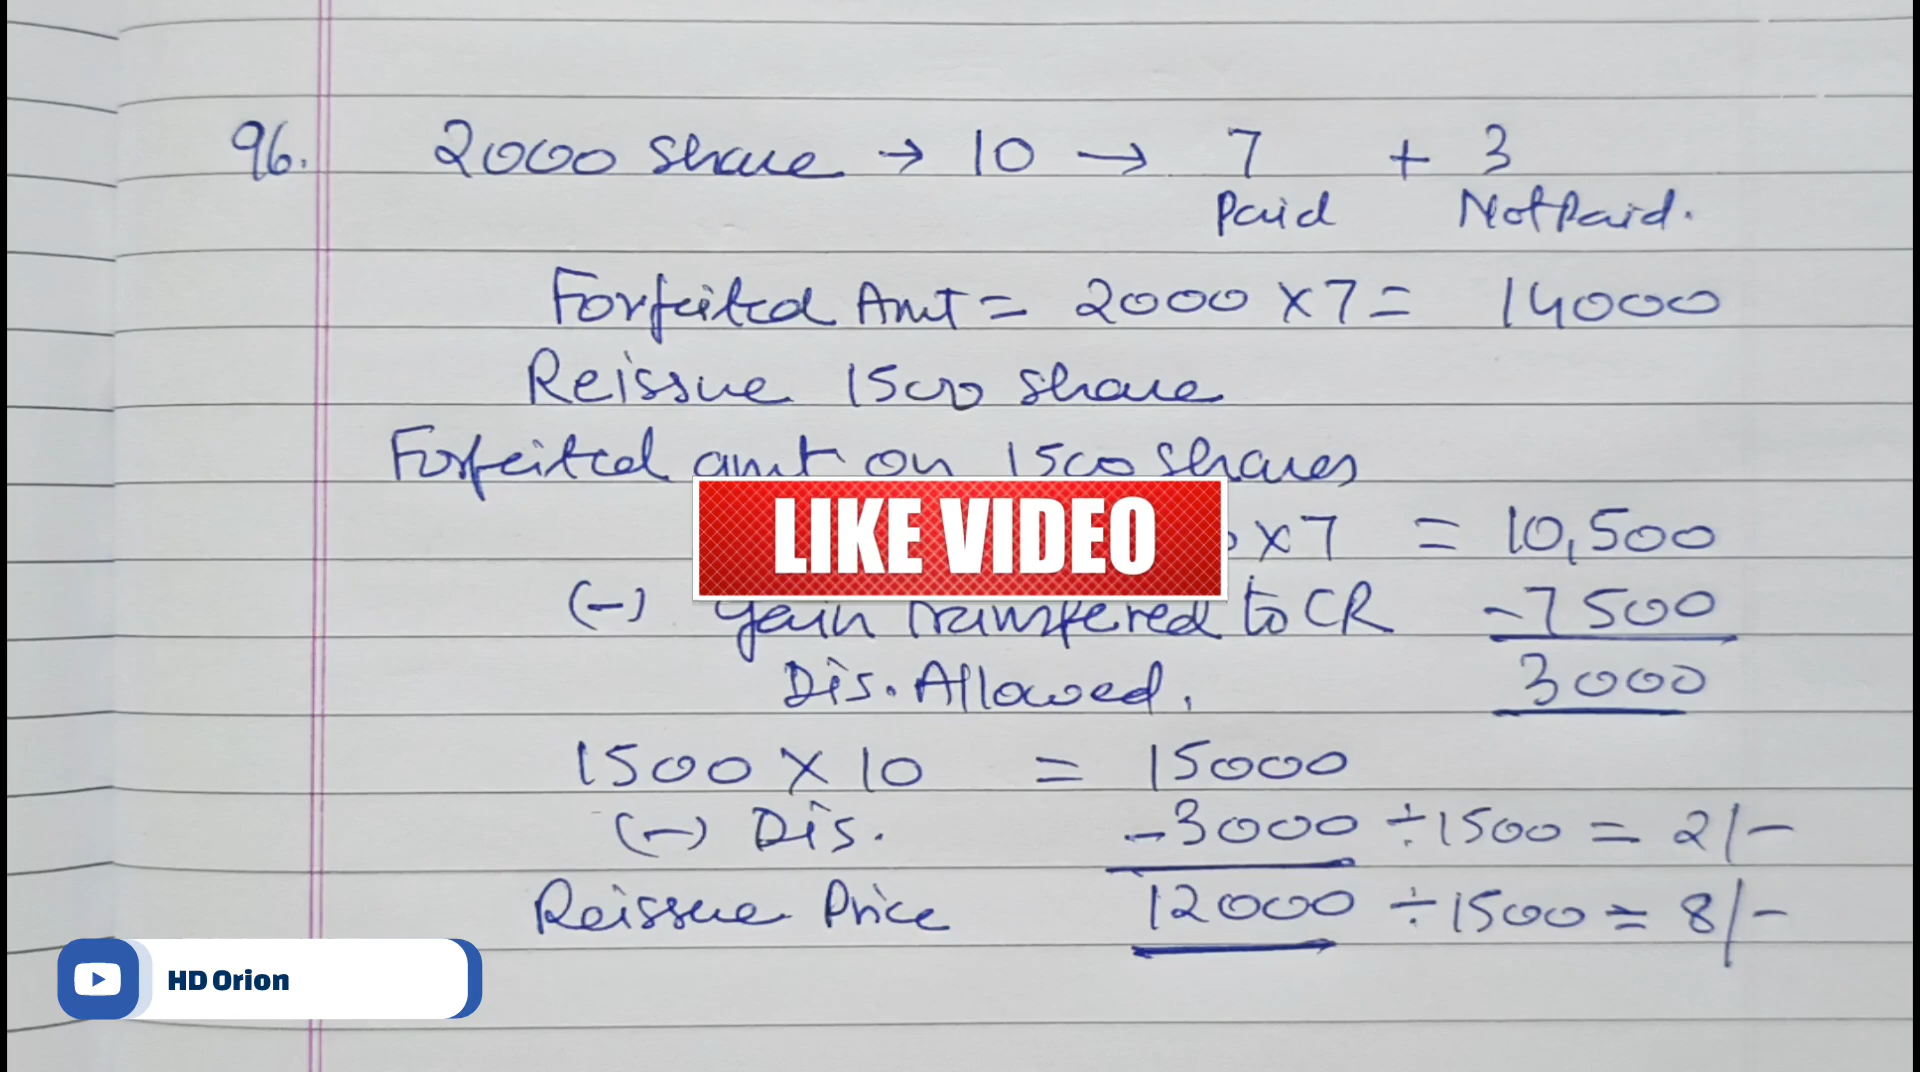 96. 2000 share → 10 → 7 + 3
Paid Not Paid.
Forfeited Amt = 2000 x 7 = 14000
Reissue 1500 share
Forfeited amt on 1500 shares
LIKE VIDEO
x 7 = 10,500
(-) gain transfered to CR -7500
Dis. Allowed. 3000
1500 X 10 = 15000
(-) Dis. -3000 ÷ 1500 = 2/-
Reissue Price 12000 ÷ 1500 = 8/-
HD Orion